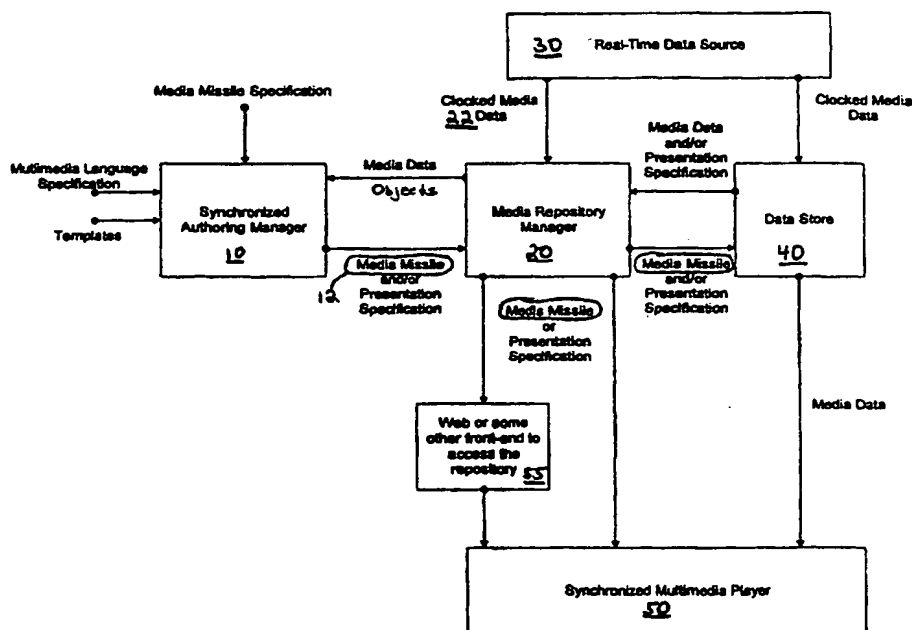 30 Real-Time Data Source
Media Missile Specification
Clocked Media
22 Data
Clocked Media
Data
Media Data
and/or
Presentation
Specification
Multimedia Language
Specification
Templates
Media Data
Objects
Synchronized
Authoring Manager
10
Media Repository
Manager
20
Data Store
40
12
Media Missile
and/or
Presentation
Specification
Media Missile
and/or
Presentation
Specification
Media Missile
or
Presentation
Specification
Media Data
Web or some
other front-end to
access the
repository 55
Synchronized Multimedia Player
50